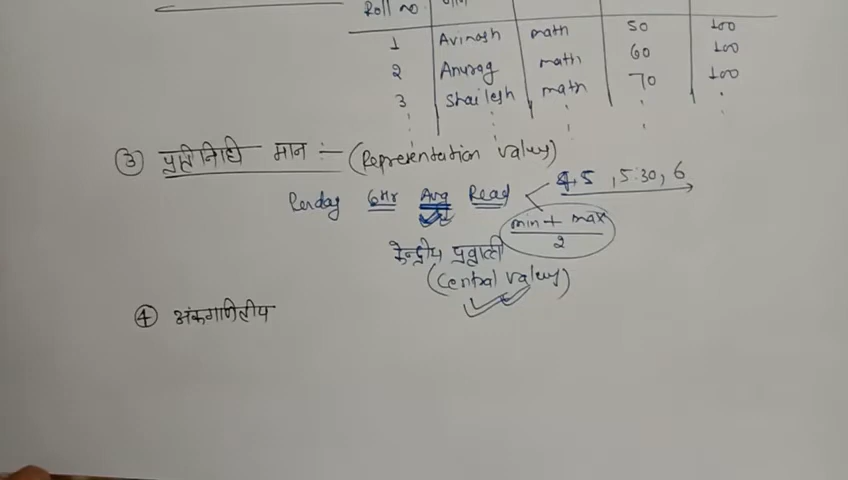 Roll no नाम
1 Avinash math 50 100
2 Anurag math 60 100
3 Shailesh math 70 100
③ प्रतिनिधि मान :- (Representation value)
Perday 6Hr Avg Read 4,5 , 5:30, 6
min + max
2
केन्द्रीय प्रवृत्ति
(Central value)
④ अंकगणितीय